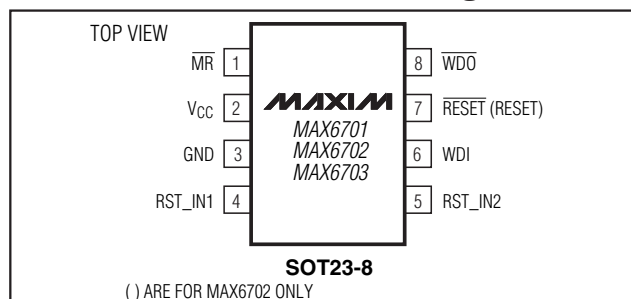 TOP VIEW
MR 1
VCC 2
GND 3
RST_IN1 4
MAXIM
MAX6701
MAX6702
MAX6703
8 WDO
7 RESET (RESET)
6 WDI
5 RST_IN2
SOT23-8
( ) ARE FOR MAX6702 ONLY